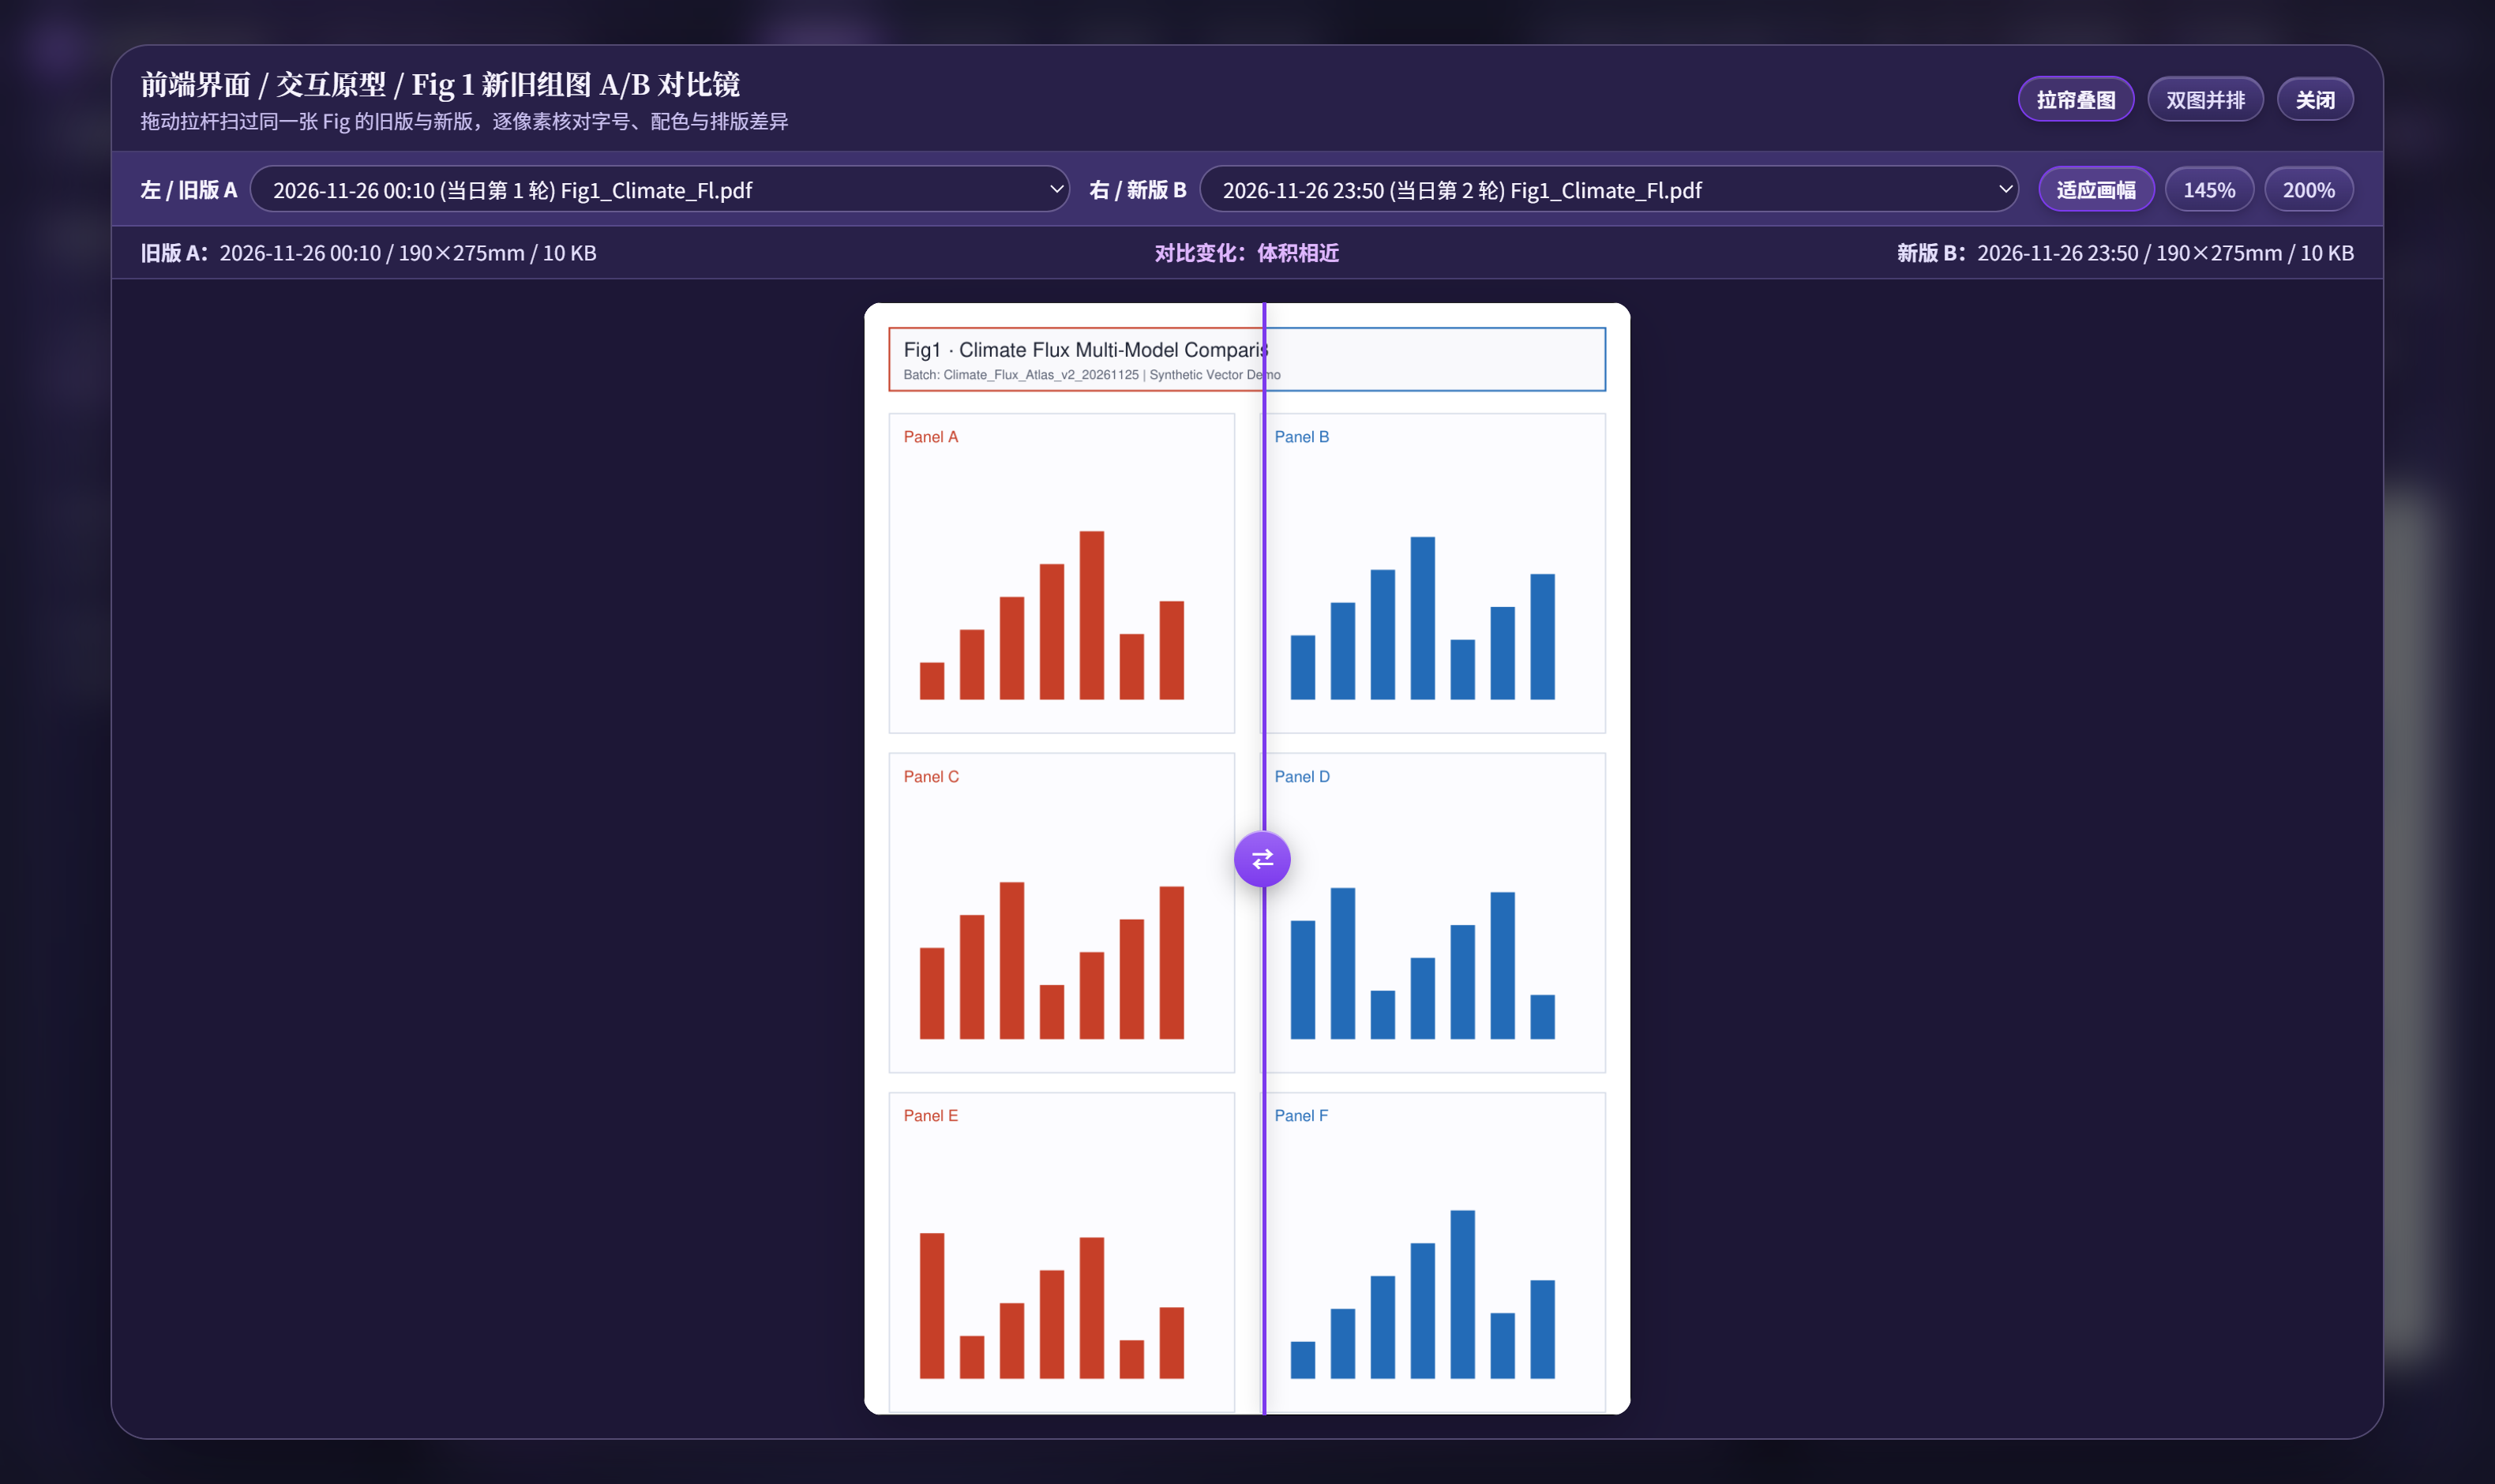 前端界面 / 交互原型 / Fig 1 新旧组图 A/B 对比镜
拖动拉杆扫过同一张 Fig 的旧版与新版，逐像素核对字号、配色与排版差异
拉帘叠图
双图并排
关闭
左 / 旧版 A
2026-11-26 00:10 (当日第 1 轮) Fig1_Climate_Fl.pdf
右 / 新版 B
2026-11-26 23:50 (当日第 2 轮) Fig1_Climate_Fl.pdf
适应画幅
145%
200%
旧版 A：2026-11-26 00:10 / 190×275mm / 10 KB
对比变化：体积相近
新版 B：2026-11-26 23:50 / 190×275mm / 10 KB
Fig1 · Climate Flux Multi-Model Comparis
Batch: Climate_Flux_Atlas_v2_20261125 | Synthetic Vector Demo
Panel A
Panel B
Panel C
Panel D
Panel E
Panel F